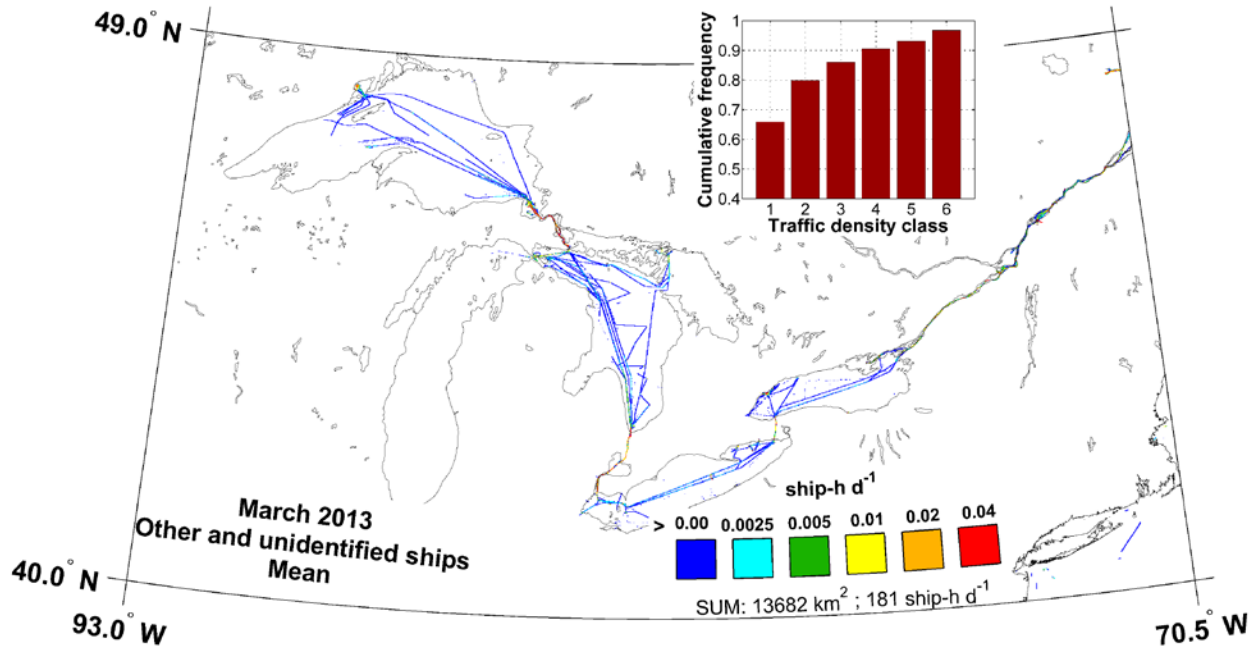 49.0° N
1
0.9
0.8
0.7
0.6
0.5
0.4
Cumulative frequency
1 2 3 4 5 6
Traffic density class
March 2013
Other and unidentified ships
Mean
ship-h d⁻¹
> 0.00 0.0025 0.005 0.01 0.02 0.04
SUM: 13682 km² ; 181 ship-h d⁻¹
40.0° N
93.0° W
70.5° W